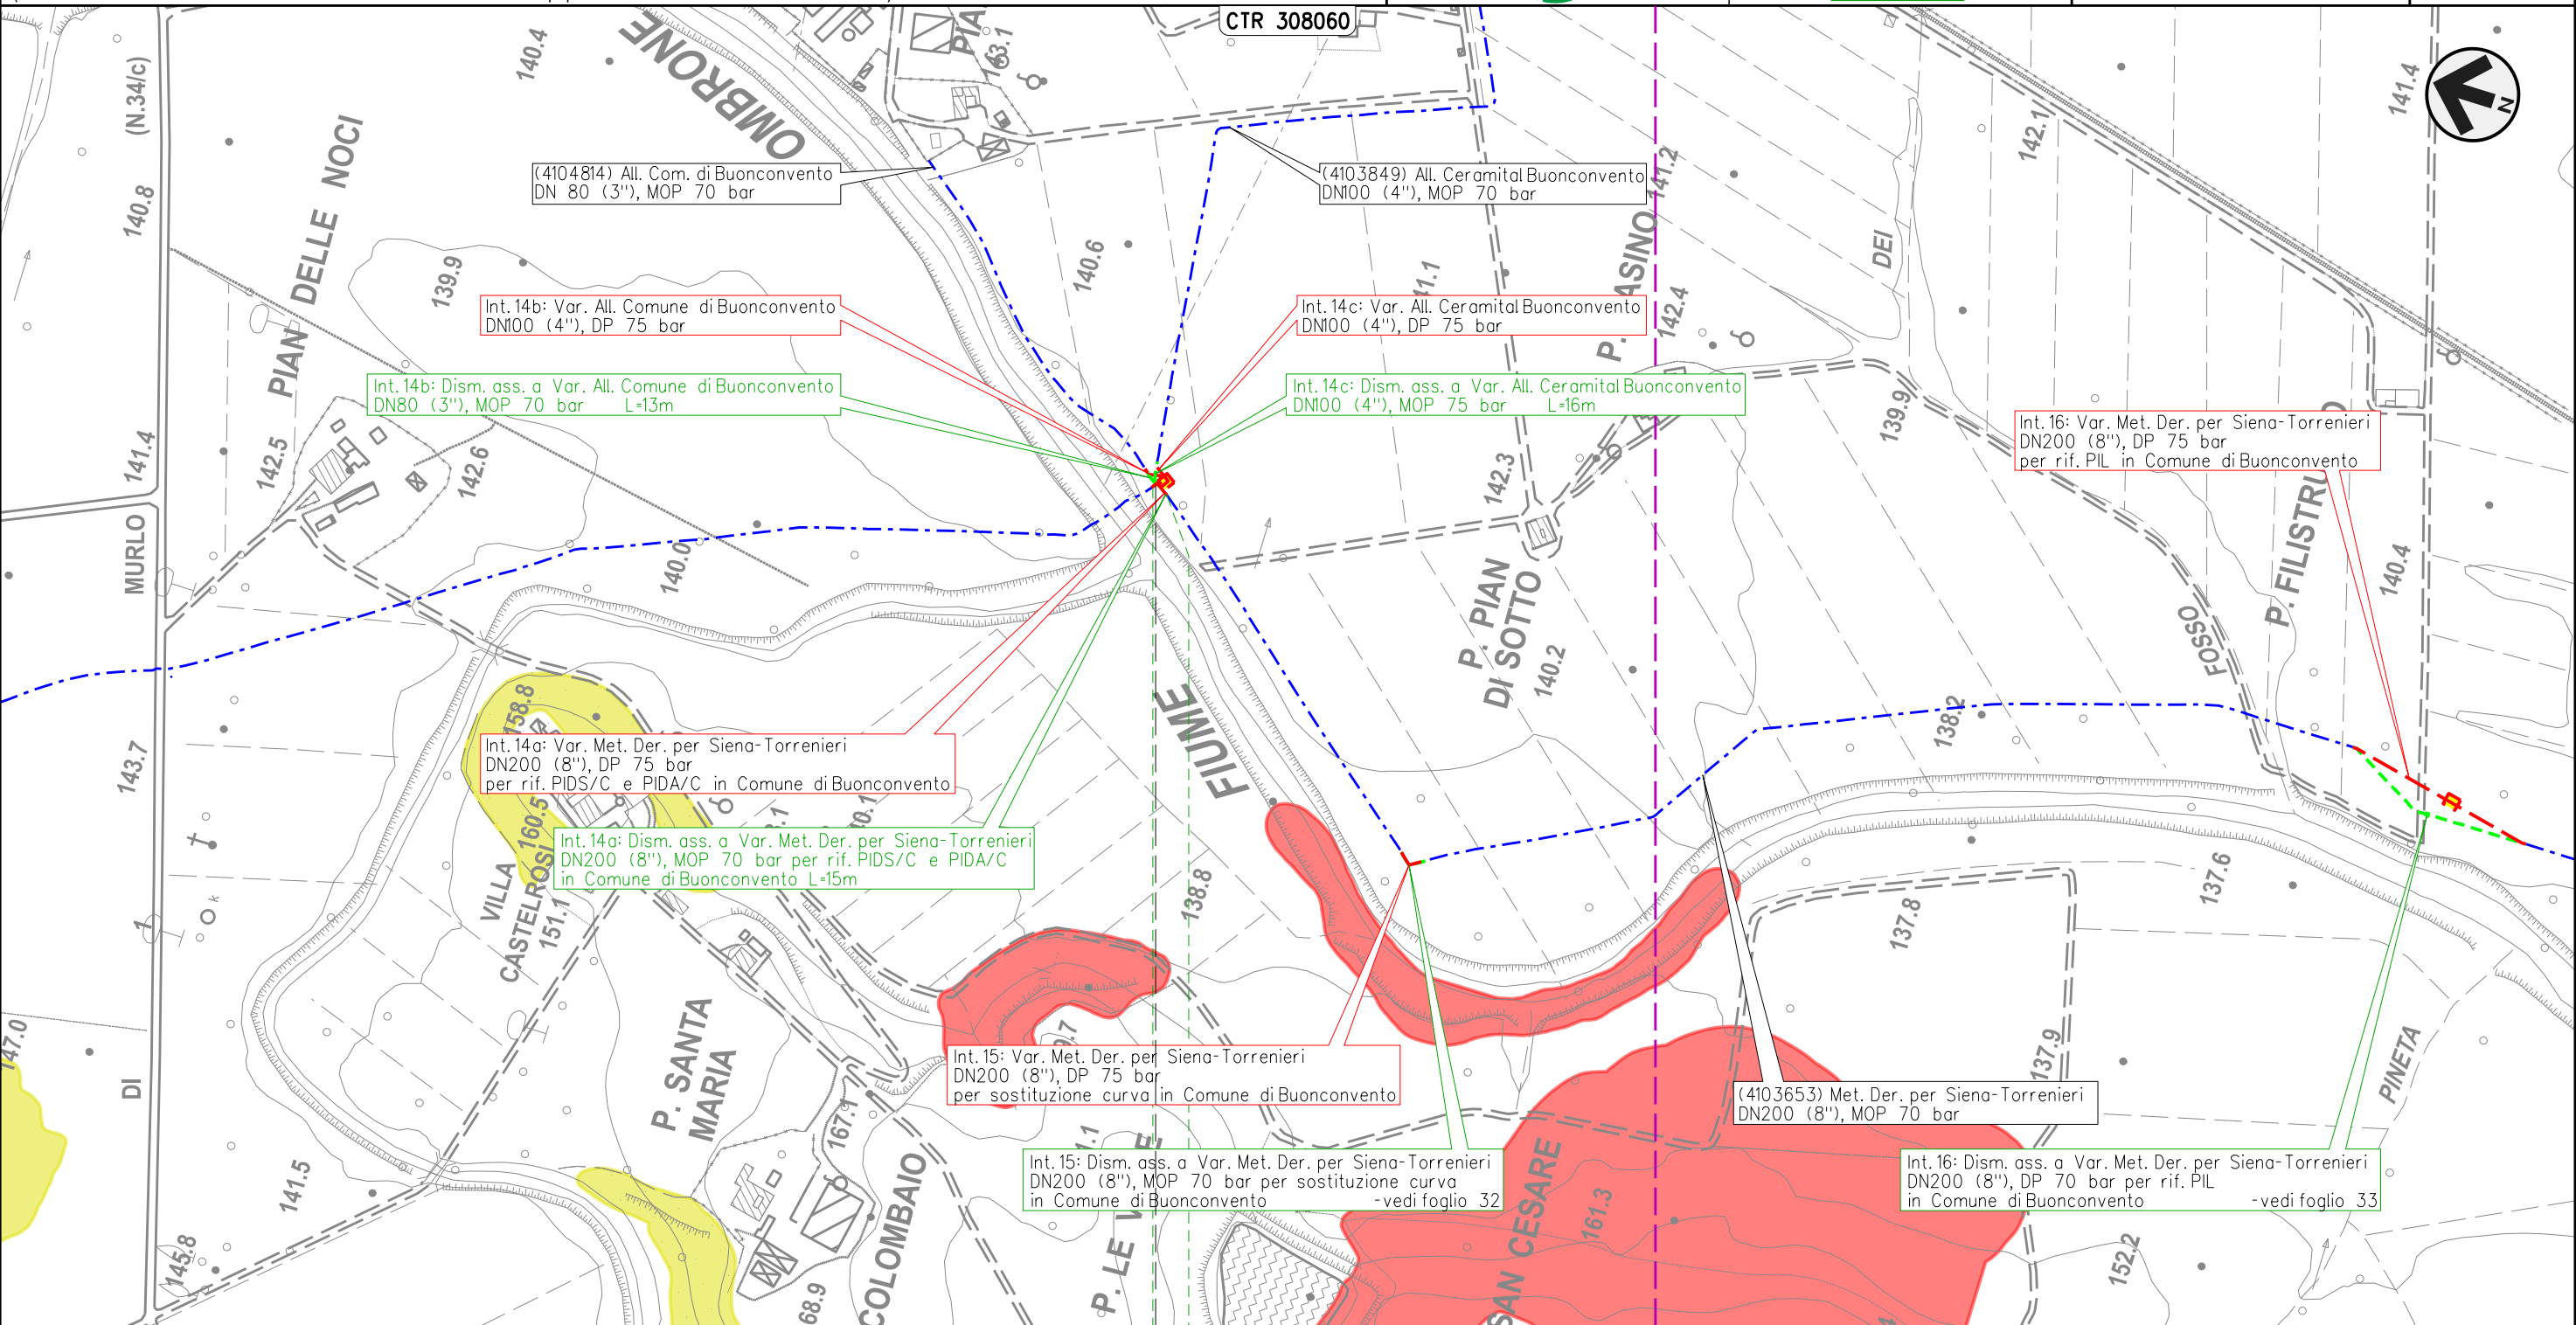 CTR 308060
N
(N.34/c)
140.4
OMBRONE
141.4
142.1
140.8
PIAN DELLE NOCI
(4104814) All. Com. di Buonconvento
DN 80 (3"), MOP 70 bar
(4103849) All. Ceramital Buonconvento
DN100 (4"), MOP 70 bar
141.2
DEI
139.9
140.6
142.4
Int. 14b: Var. All. Comune di Buonconvento
DN100 (4"), DP 75 bar
Int. 14c: Var. All. Ceramital Buonconvento
DN100 (4"), DP 75 bar
Int. 14b: Dism. ass. a Var. All. Comune di Buonconvento
DN80 (3"), MOP 70 bar L=13m
Int. 14c: Dism. ass. a Var. All. Ceramital Buonconvento
DN100 (4"), MOP 75 bar L=16m
139.9
Int. 16: Var. Met. Der. per Siena-Torrenieri
DN200 (8"), DP 75 bar
per rif. PIL in Comune di Buonconvento
141.4
142.5
142.6
142.3
MURLO
140.0
P. PIAN
DI SOTTO
140.2
140.4
FOSSO
158.8
FIUME
138.2
143.7
Int. 14a: Var. Met. Der. per Siena-Torrenieri
DN200 (8"), DP 75 bar
per rif. PIDS/C e PIDA/C in Comune di Buonconvento
160.5
Int. 14a: Dism. ass. a Var. Met. Der. per Siena-Torrenieri
DN200 (8"), MOP 70 bar per rif. PIDS/C e PIDA/C
in Comune di Buonconvento L=15m
VILLA
CASTELROSI
151.1
138.8
137.8
137.6
P. SANTA
MARIA
147.0
DI
137.9
PINETA
Int. 15: Var. Met. Der. per Siena-Torrenieri
DN200 (8"), DP 75 bar
per sostituzione curva in Comune di Buonconvento
(4103653) Met. Der. per Siena-Torrenieri
DN200 (8"), MOP 70 bar
167.1
Int. 15: Dism. ass. a Var. Met. Der. per Siena-Torrenieri
DN200 (8"), MOP 70 bar per sostituzione curva
in Comune di Buonconvento -vedi foglio 32
Int. 16: Dism. ass. a Var. Met. Der. per Siena-Torrenieri
DN200 (8"), DP 70 bar per rif. PIL
in Comune di Buonconvento -vedi foglio 33
141.5
145.8
COLOMBAIO
P. LE
SAN CESARE
161.3
152.2
68.9